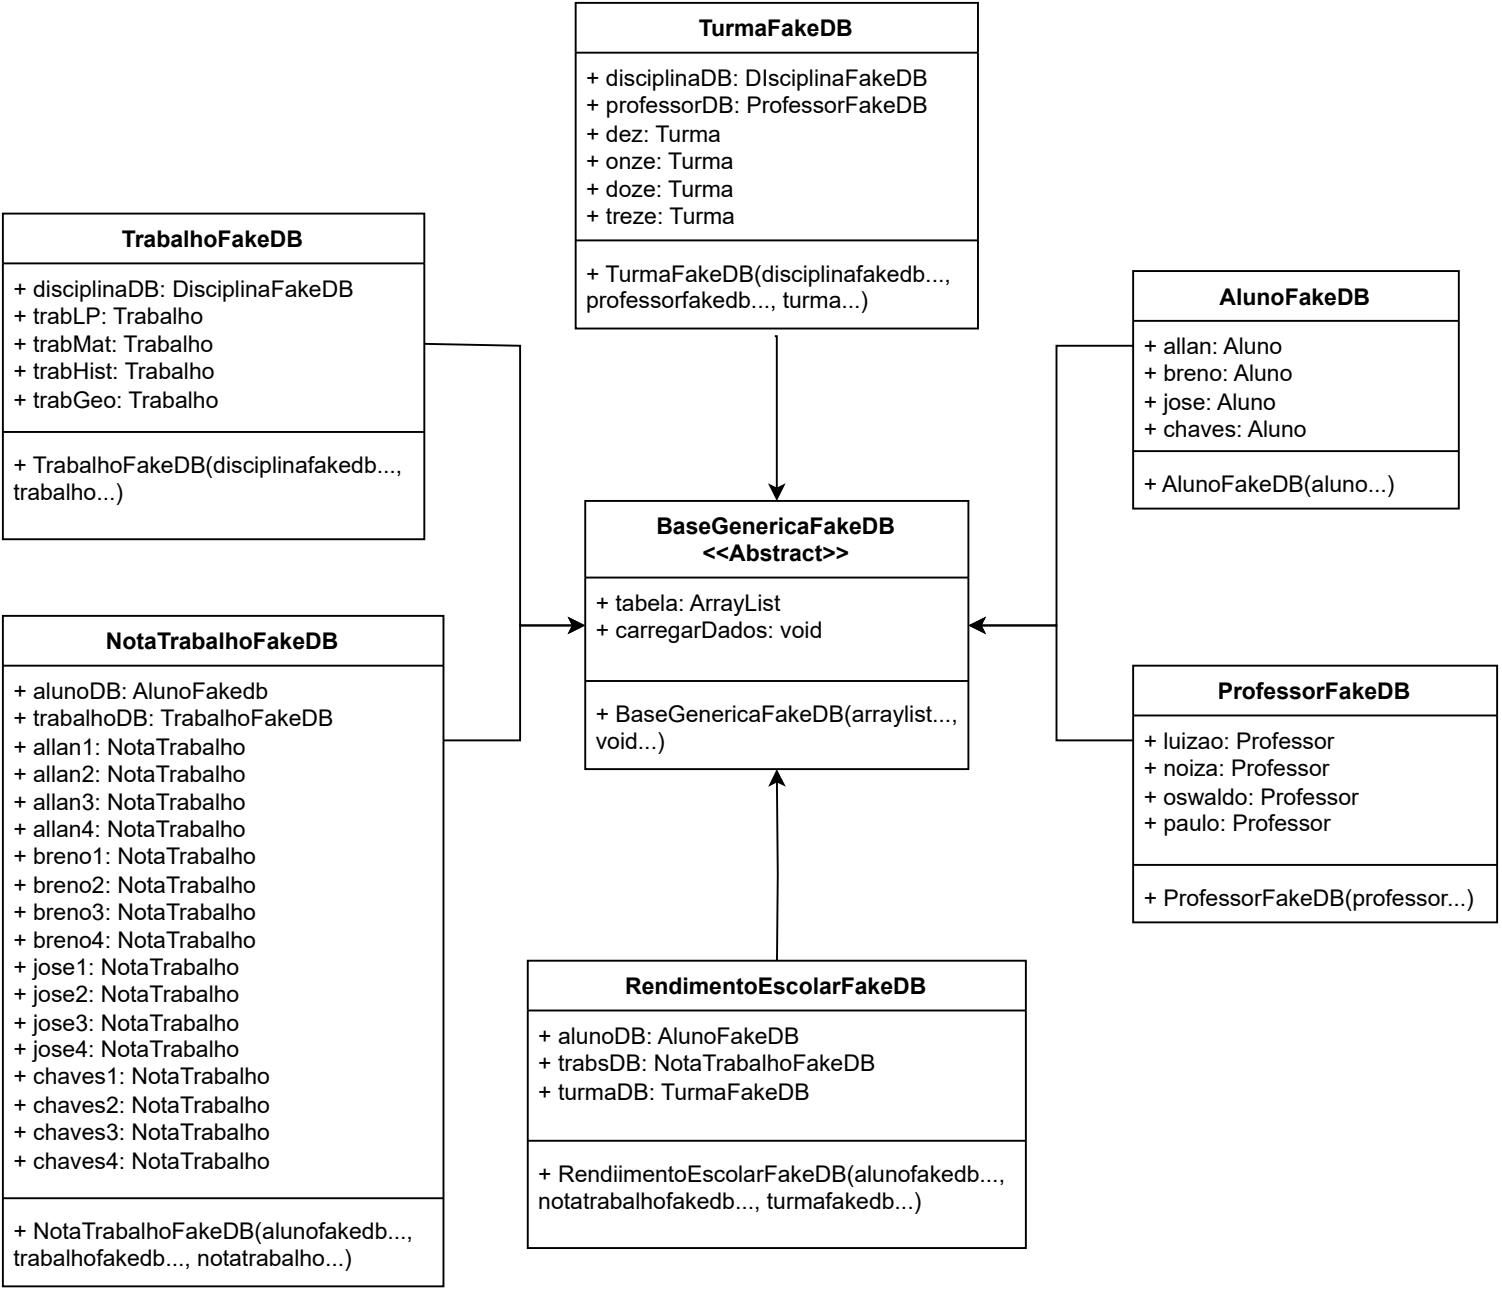 TurmaFakeDB
+ disciplinaDB: DIsciplinaFakeDB
+ professorDB: ProfessorFakeDB
+ dez: Turma
+ onze: Turma
+ doze: Turma
+ treze: Turma
+ TurmaFakeDB(disciplinafakedb...,
professorfakedb..., turma...)
TrabalhoFakeDB
+ disciplinaDB: DisciplinaFakeDB
+ trabLP: Trabalho
+ trabMat: Trabalho
+ trabHist: Trabalho
+ trabGeo: Trabalho
+ TrabalhoFakeDB(disciplinafakedb...,
trabalho...)
AlunoFakeDB
+ allan: Aluno
+ breno: Aluno
+ jose: Aluno
+ chaves: Aluno
+ AlunoFakeDB(aluno...)
BaseGenericaFakeDB
<<Abstract>>
+ tabela: ArrayList
+ carregarDados: void
+ BaseGenericaFakeDB(arraylist...,
void...)
NotaTrabalhoFakeDB
+ alunoDB: AlunoFakedb
+ trabalhoDB: TrabalhoFakeDB
+ allan1: NotaTrabalho
+ allan2: NotaTrabalho
+ allan3: NotaTrabalho
+ allan4: NotaTrabalho
+ breno1: NotaTrabalho
+ breno2: NotaTrabalho
+ breno3: NotaTrabalho
+ breno4: NotaTrabalho
+ jose1: NotaTrabalho
+ jose2: NotaTrabalho
+ jose3: NotaTrabalho
+ jose4: NotaTrabalho
+ chaves1: NotaTrabalho
+ chaves2: NotaTrabalho
+ chaves3: NotaTrabalho
+ chaves4: NotaTrabalho
+ NotaTrabalhoFakeDB(alunofakedb...,
trabalhofakedb..., notatrabalho...)
ProfessorFakeDB
+ luizao: Professor
+ noiza: Professor
+ oswaldo: Professor
+ paulo: Professor
+ ProfessorFakeDB(professor...)
RendimentoEscolarFakeDB
+ alunoDB: AlunoFakeDB
+ trabsDB: NotaTrabalhoFakeDB
+ turmaDB: TurmaFakeDB
+ RendiimentoEscolarFakeDB(alunofakedb...,
notatrabalhofakedb..., turmafakedb...)